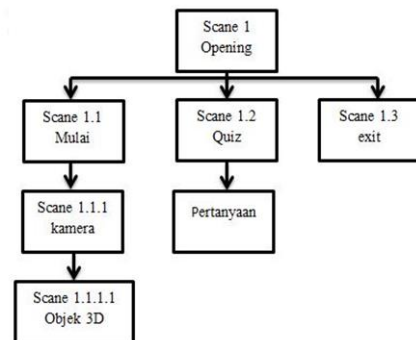 Scane 1
Opening
Scane 1.1
Mulai
Scane 1.2
Quiz
Scane 1.3
exit
Scane 1.1.1
kamera
Pertanyaan
Scane 1.1.1.1
Objek 3D